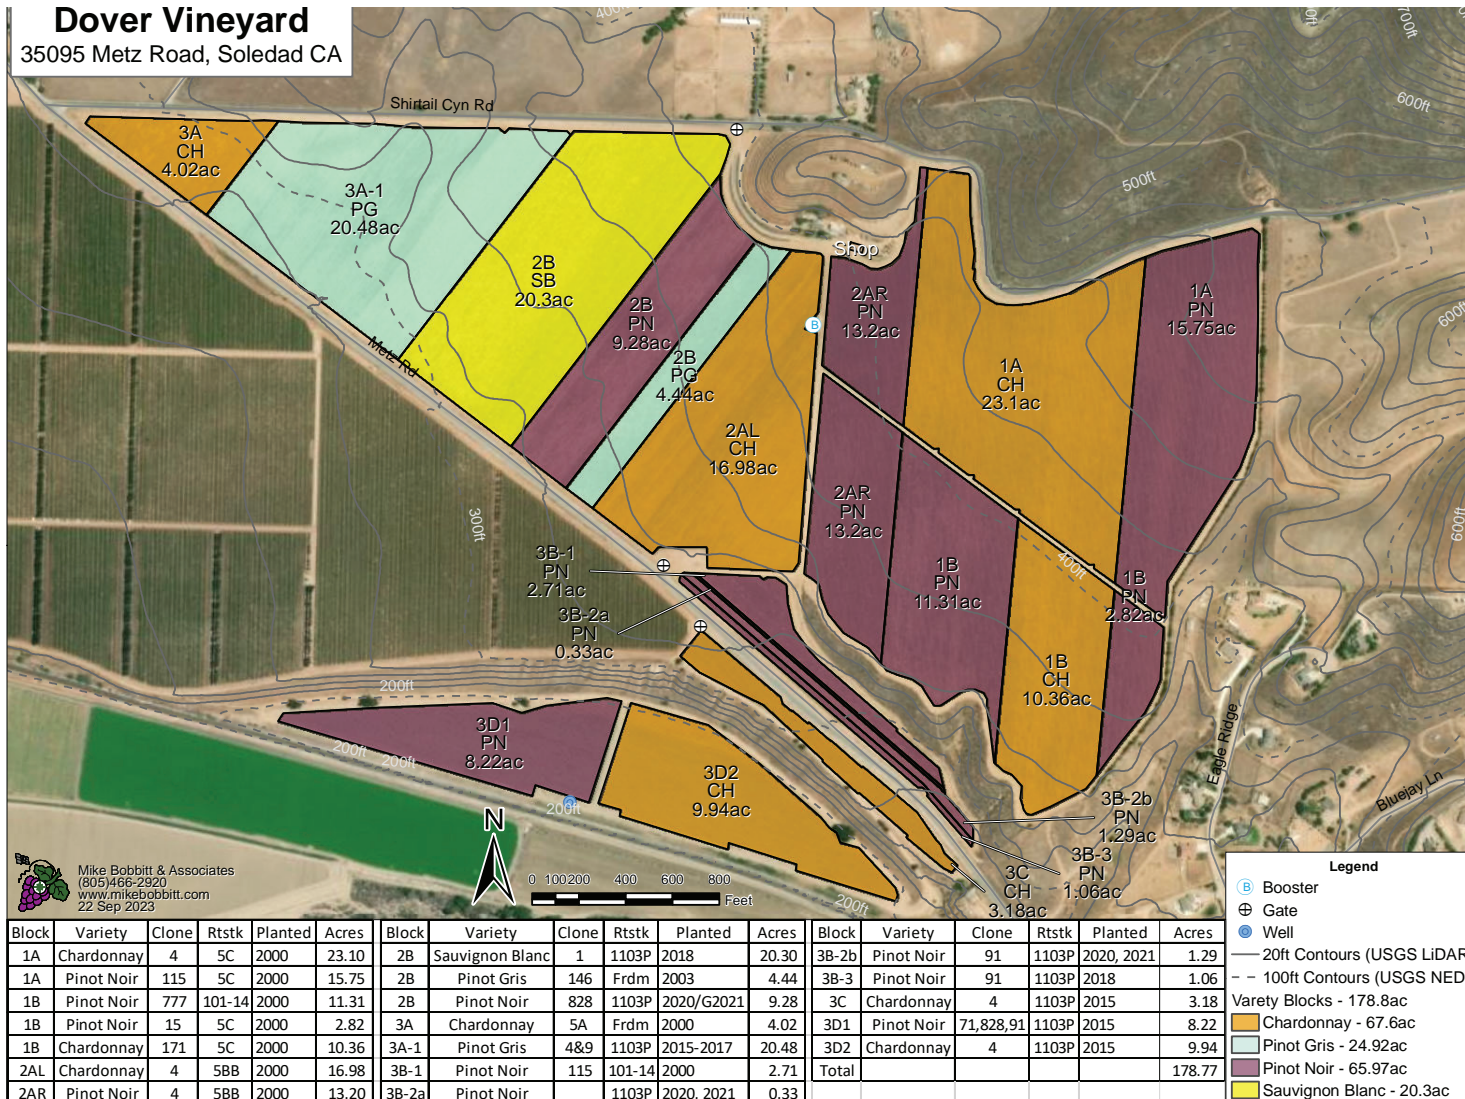 Dover Vineyard
35095 Metz Road, Soledad CA
400ft
700ft
600ft
500ft
600ft
600ft
Shirtail Cyn Rd
3A
CH
4.02ac
3A-1
PG
20.48ac
2B
SB
20.3ac
2B
PN
9.28ac
2B
PG
4.44ac
2AL
CH
16.98ac
Shop
B
2AR
PN
13.2ac
1A
CH
23.1ac
1A
PN
15.75ac
Metz Rd
300ft
2AR
PN
13.2ac
1B
PN
11.31ac
400ft
1B
PN
2.82ac
1B
CH
10.36ac
3B-1
PN
2.71ac
3B-2a
PN
0.33ac
200ft
3D1
PN
8.22ac
200ft
200ft
200ft
3D2
CH
9.94ac
200ft
3B-2b
PN
1.29ac
3B-3
PN
1.06ac
3C
CH
3.18ac
Eagle Ridge
Bluejay Ln
N
0 100 200 400 600 800
Feet
Mike Bobbitt & Associates
(805)466-2920
www.mikebobbitt.com
22 Sep 2023
Legend
B Booster
Gate
Well
20ft Contours (USGS LiDAR
100ft Contours (USGS NED
Varety Blocks - 178.8ac
Chardonnay - 67.6ac
Pinot Gris - 24.92ac
Pinot Noir - 65.97ac
Sauvignon Blanc - 20.3ac
Block Variety Clone Rtstk Planted Acres
1A Chardonnay 4 5C 2000 23.10
1A Pinot Noir 115 5C 2000 15.75
1B Pinot Noir 777 101-14 2000 11.31
1B Pinot Noir 15 5C 2000 2.82
1B Chardonnay 171 5C 2000 10.36
2AL Chardonnay 4 5BB 2000 16.98
2AR Pinot Noir 4 5BB 2000 13.20
Block Variety Clone Rtstk Planted Acres
2B Sauvignon Blanc 1 1103P 2018 20.30
2B Pinot Gris 146 Frdm 2003 4.44
2B Pinot Noir 828 1103P 2020/G2021 9.28
3A Chardonnay 5A Frdm 2000 4.02
3A-1 Pinot Gris 4&9 1103P 2015-2017 20.48
3B-1 Pinot Noir 115 101-14 2000 2.71
3B-2a Pinot Noir 1103P 2020, 2021 0.33
Block Variety Clone Rtstk Planted Acres
3B-2b Pinot Noir 91 1103P 2020, 2021 1.29
3B-3 Pinot Noir 91 1103P 2018 1.06
3C Chardonnay 4 1103P 2015 3.18
3D1 Pinot Noir 71,828,91 1103P 2015 8.22
3D2 Chardonnay 4 1103P 2015 9.94
Total 178.77